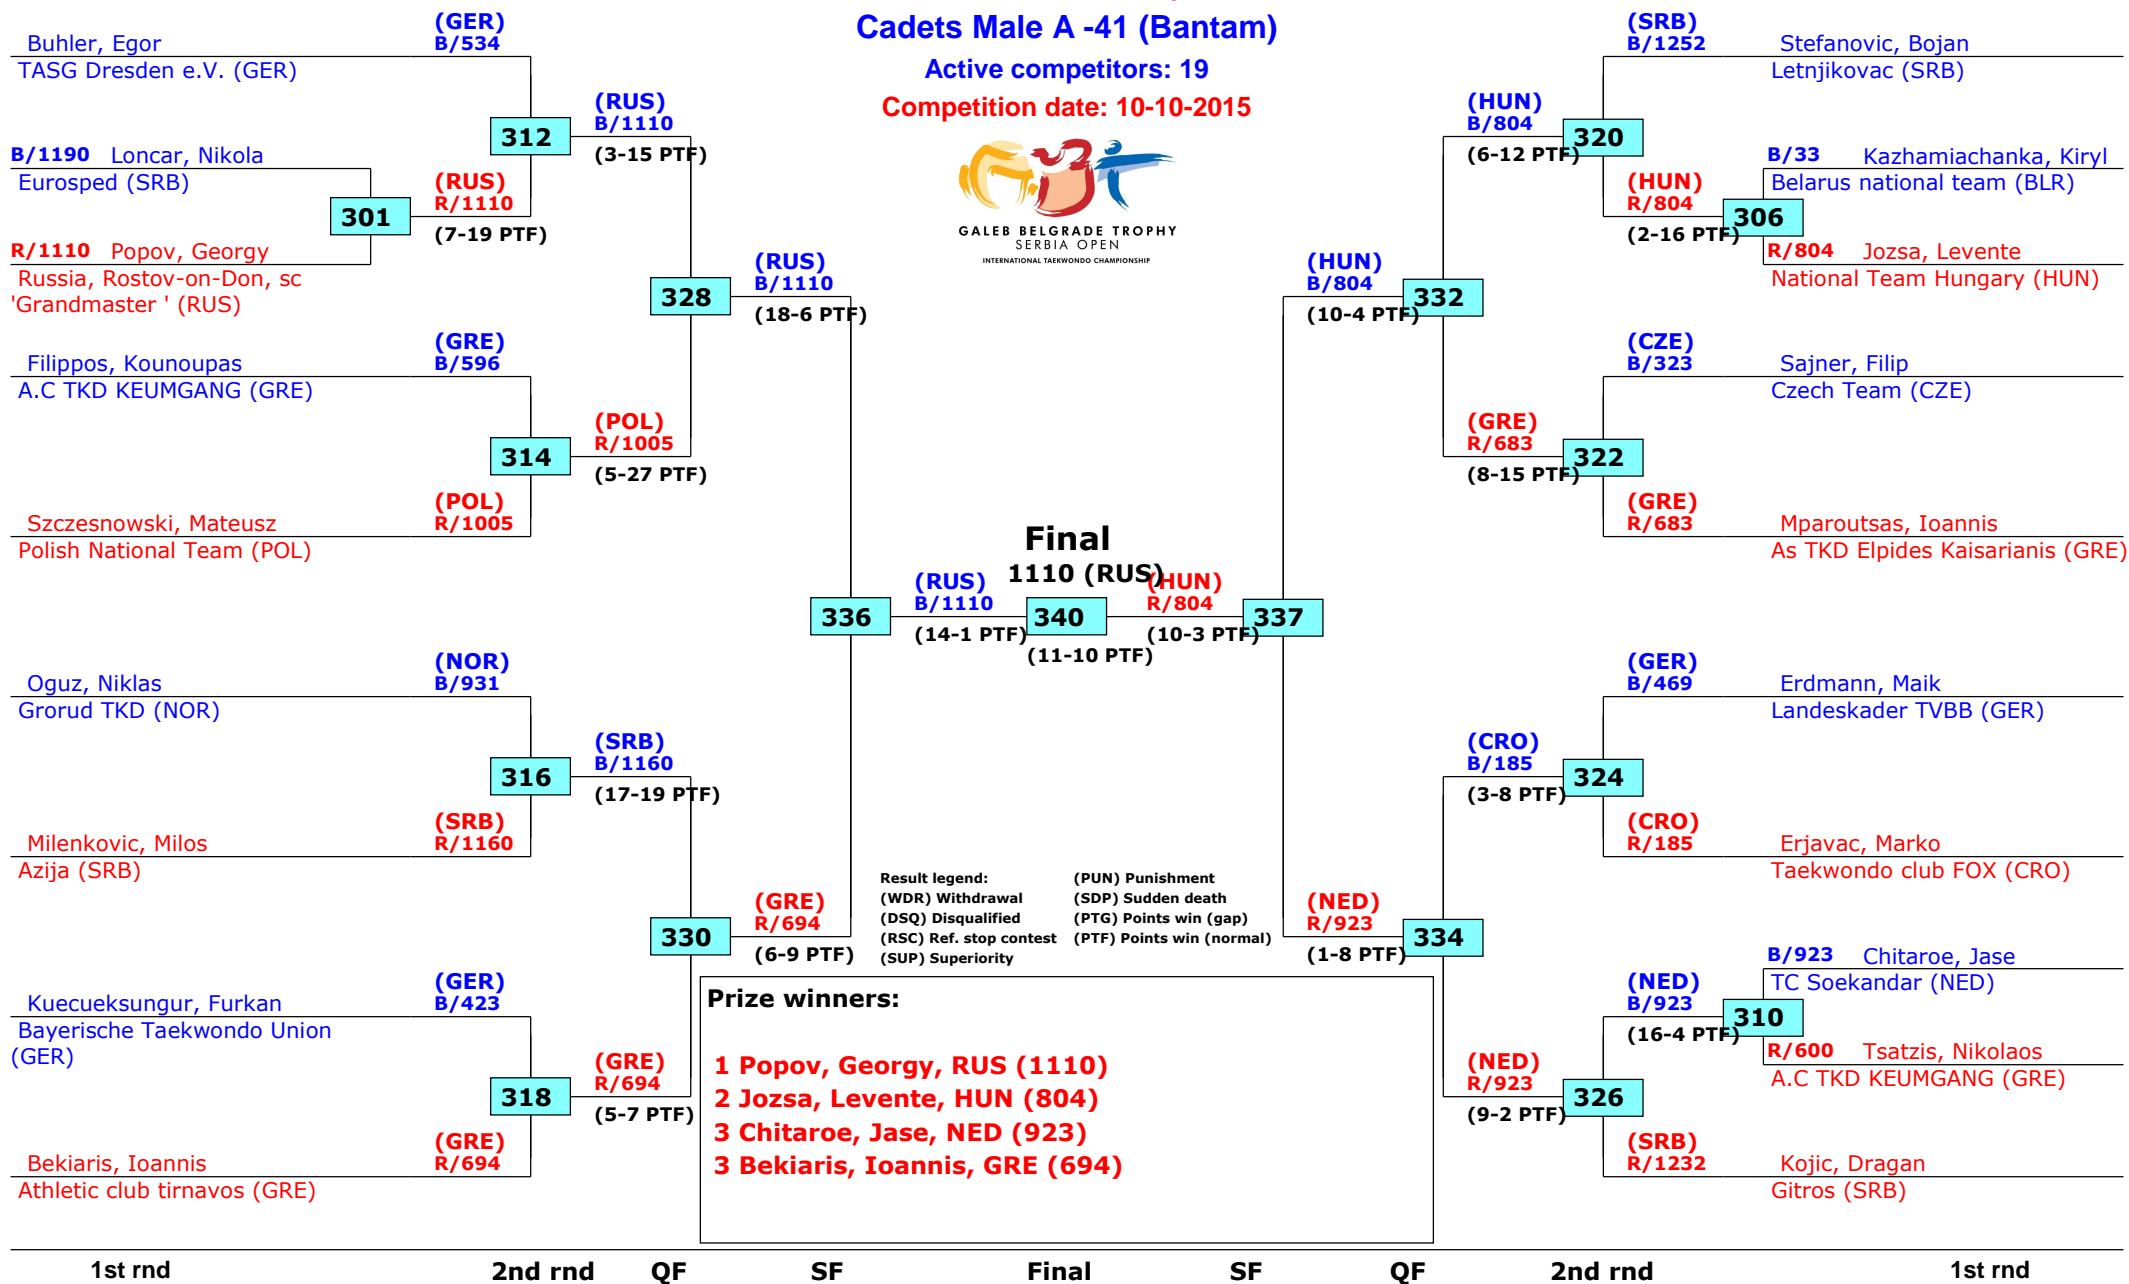 Cadets Male A -41 (Bantam)
Active competitors: 19
Competition date: 10-10-2015
GALEB BELGRADE TROPHY
SERBIA OPEN
INTERNATIONAL TAEKWONDO CHAMPIONSHIP
Buhler, Egor
TASG Dresden e.V. (GER)
(GER)
B/534
B/1190 Loncar, Nikola
Eurosped (SRB)
301
R/1110 Popov, Georgy
Russia, Rostov-on-Don, sc
'Grandmaster ' (RUS)
(RUS)
R/1110
(7-19 PTF)
312
(RUS)
B/1110
(3-15 PTF)
Filippos, Kounoupas
A.C TKD KEUMGANG (GRE)
(GRE)
B/596
314
Szczesnowski, Mateusz
Polish National Team (POL)
(POL)
R/1005
(POL)
R/1005
(5-27 PTF)
328
(RUS)
B/1110
(18-6 PTF)
Oguz, Niklas
Grorud TKD (NOR)
(NOR)
B/931
316
Milenkovic, Milos
Azija (SRB)
(SRB)
R/1160
(SRB)
B/1160
(17-19 PTF)
Kuecueksungur, Furkan
Bayerische Taekwondo Union
(GER)
(GER)
B/423
318
Bekiaris, Ioannis
Athletic club tirnavos (GRE)
(GRE)
R/694
(GRE)
R/694
(5-7 PTF)
330
(GRE)
R/694
(6-9 PTF)
336
(RUS)
B/1110
(14-1 PTF)
Final
1110 (RUS)
340
(11-10 PTF)
(HUN)
R/804
(10-3 PTF)
337
(HUN)
B/804
(10-4 PTF)
332
(HUN)
B/804
(6-12 PTF)
320
(SRB)
B/1252
Stefanovic, Bojan
Letnjikovac (SRB)
(HUN)
R/804
(2-16 PTF)
306
B/33 Kazhamiachanka, Kiryl
Belarus national team (BLR)
R/804 Jozsa, Levente
National Team Hungary (HUN)
(GRE)
R/683
(8-15 PTF)
322
(CZE)
B/323
Sajner, Filip
Czech Team (CZE)
(GRE)
R/683
Mparoutsas, Ioannis
As TKD Elpides Kaisarianis (GRE)
(NED)
R/923
(1-8 PTF)
334
(CRO)
B/185
(3-8 PTF)
324
(GER)
B/469
Erdmann, Maik
Landeskader TVBB (GER)
(CRO)
R/185
Erjavac, Marko
Taekwondo club FOX (CRO)
(NED)
R/923
(9-2 PTF)
326
(NED)
B/923
(16-4 PTF)
310
B/923 Chitaroe, Jase
TC Soekandar (NED)
R/600 Tsatzis, Nikolaos
A.C TKD KEUMGANG (GRE)
(SRB)
R/1232
Kojic, Dragan
Gitros (SRB)
Result legend:
(WDR) Withdrawal
(DSQ) Disqualified
(RSC) Ref. stop contest
(SUP) Superiority
(PUN) Punishment
(SDP) Sudden death
(PTG) Points win (gap)
(PTF) Points win (normal)
Prize winners:
1 Popov, Georgy, RUS (1110)
2 Jozsa, Levente, HUN (804)
3 Chitaroe, Jase, NED (923)
3 Bekiaris, Ioannis, GRE (694)
1st rnd 2nd rnd QF SF Final SF QF 2nd rnd 1st rnd